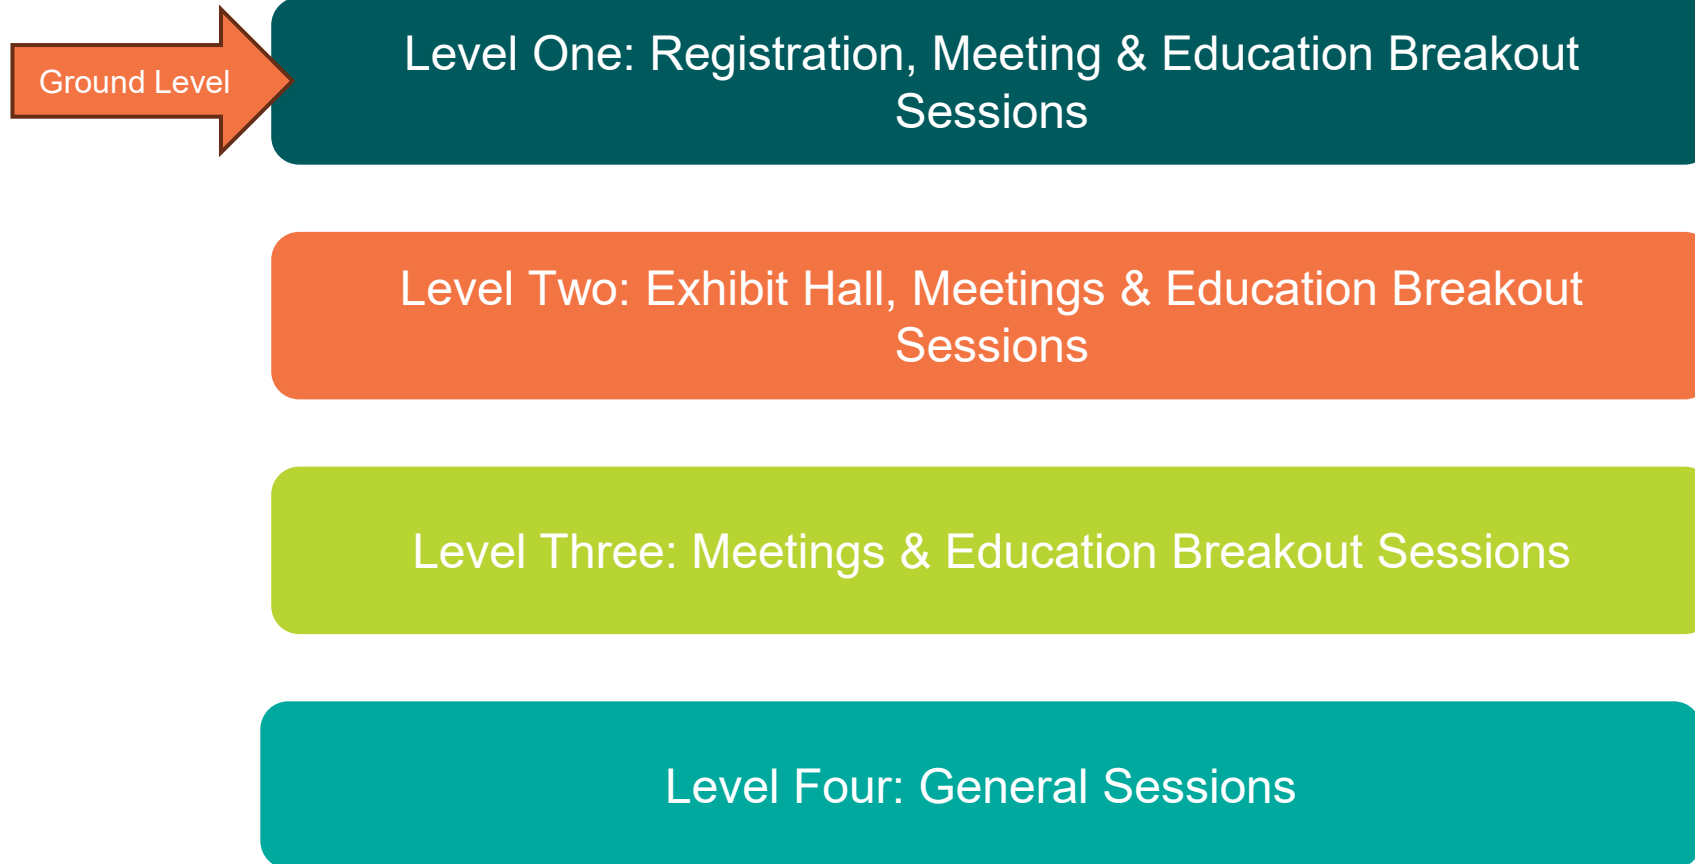 Ground Level
Level One: Registration, Meeting & Education Breakout
Sessions
Level Two: Exhibit Hall, Meetings & Education Breakout
Sessions
Level Three: Meetings & Education Breakout Sessions
Level Four: General Sessions